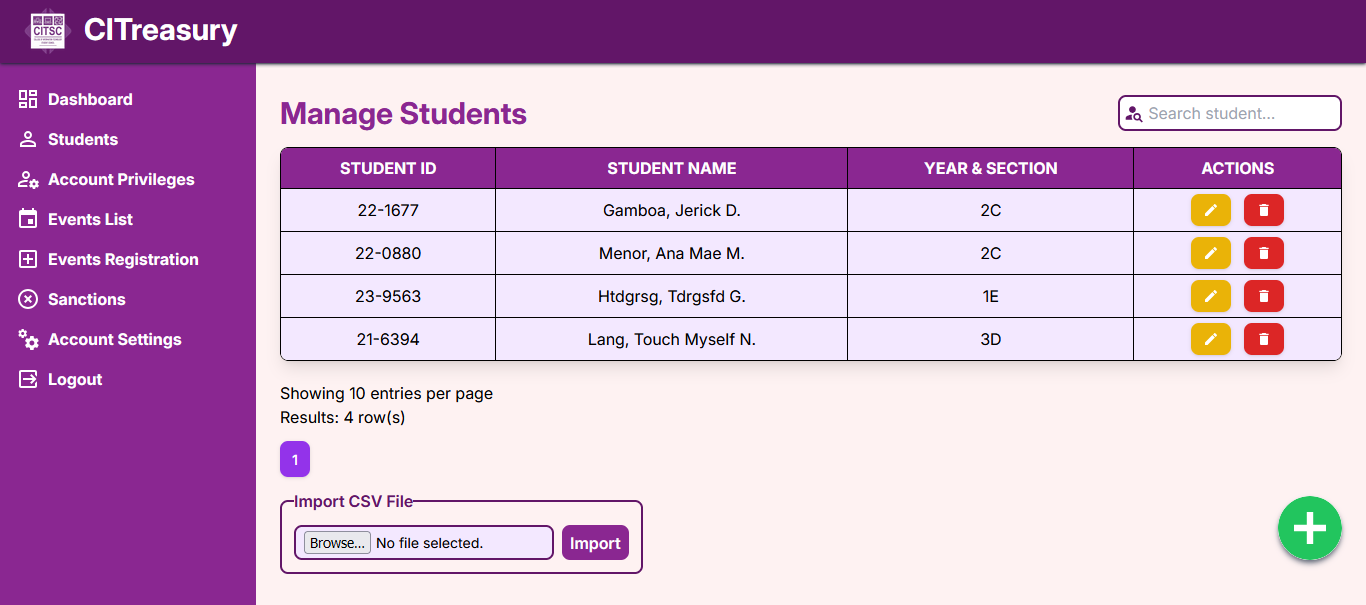 CITSC
CITreasury
Dashboard
Students
Account Privileges
Events List
Events Registration
Sanctions
Account Settings
Logout
Manage Students
Search student...
STUDENT ID STUDENT NAME YEAR & SECTION ACTIONS
22-1677 Gamboa, Jerick D. 2C
22-0880 Menor, Ana Mae M. 2C
23-9563 Htdgrsg, Tdrgsfd G. 1E
21-6394 Lang, Touch Myself N. 3D
Showing 10 entries per page
Results: 4 row(s)
1
Import CSV File
Browse... No file selected. Import